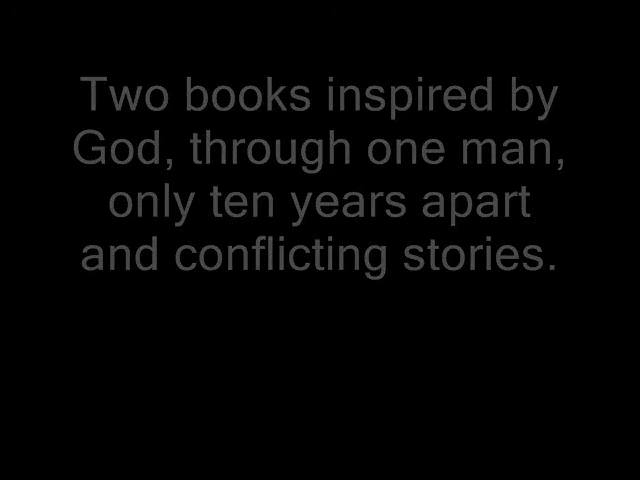 Two books inspired by
God, through one man,
only ten years apart
and conflicting stories.